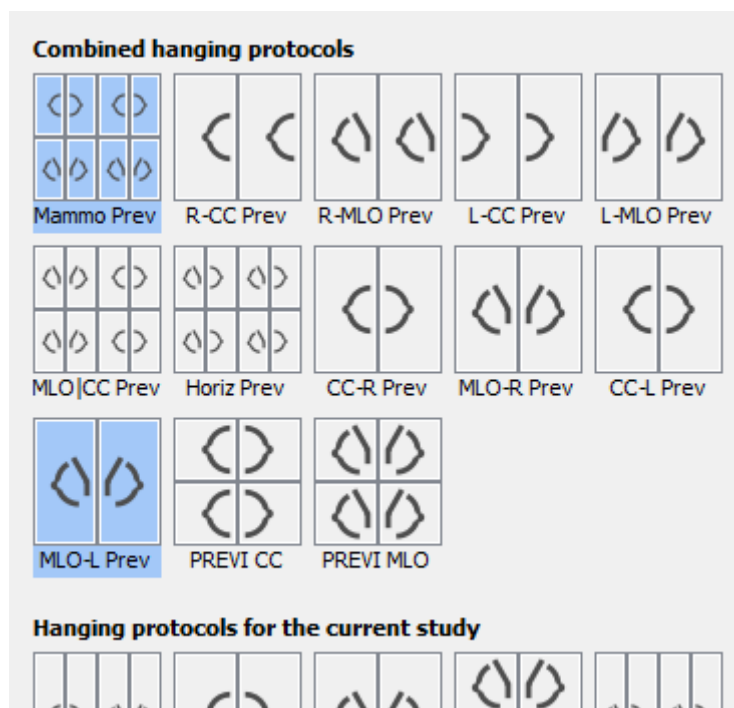 Combined hanging protocols
Mammo Prev R-CC Prev R-MLO Prev L-CC Prev L-MLO Prev
MLO|CC Prev Horiz Prev CC-R Prev MLO-R Prev CC-L Prev
MLO-L Prev PREVI CC PREVI MLO
Hanging protocols for the current study